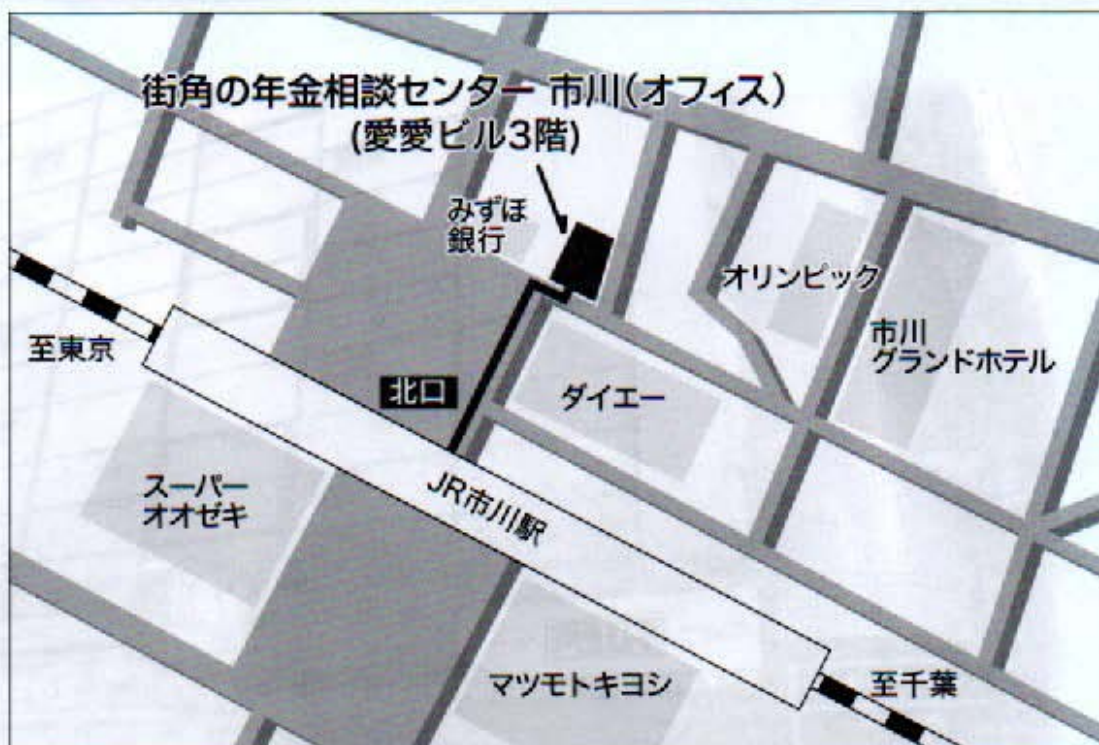 街角の年金相談センター 市川(オフィス)
(愛愛ビル3階)
みずほ
銀行
オリンピック
市川
グランドホテル
至東京
北口
ダイエー
スーパー
オオゼキ
JR市川駅
マツモトキヨシ
至千葉